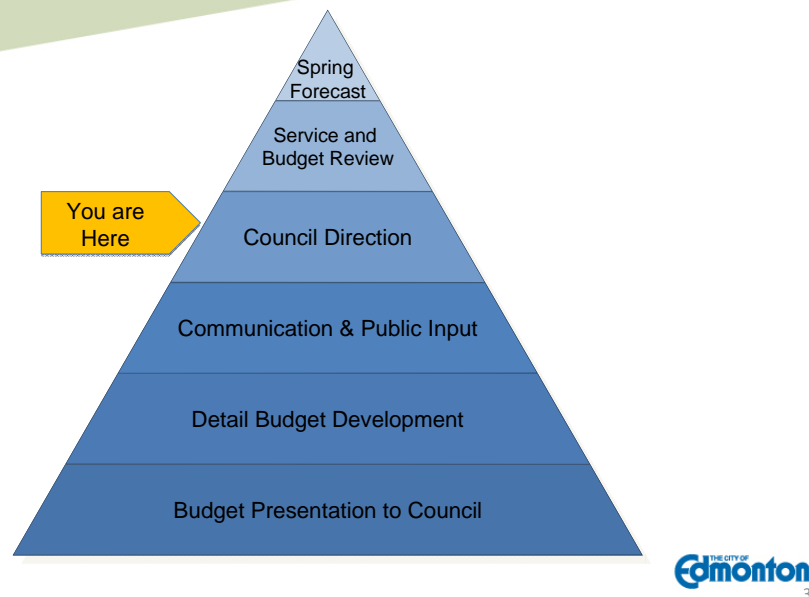 Spring
Forecast
Service and
Budget Review
You are
Here
Council Direction
Communication & Public Input
Detail Budget Development
Budget Presentation to Council
THE CITY OF
Edmonton
3